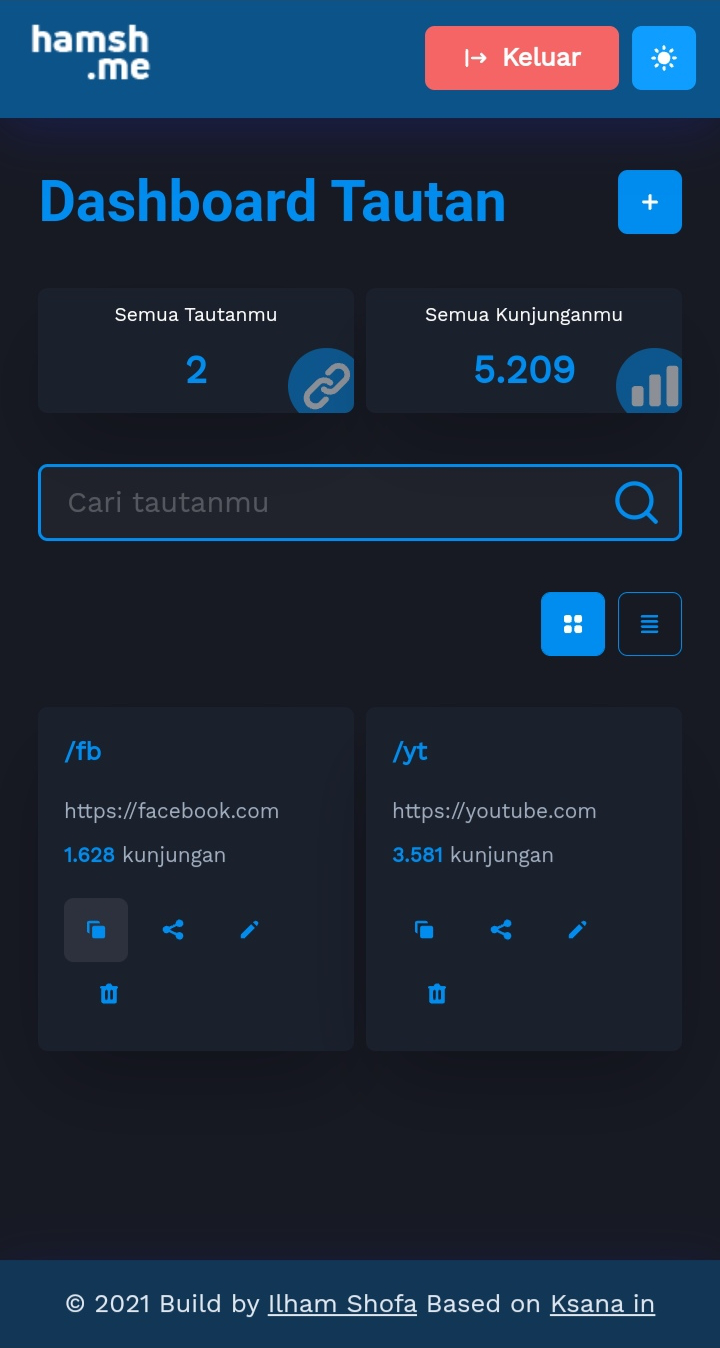 hamsh
.me
Keluar
Dashboard Tautan
Semua Tautanmu
2
Semua Kunjunganmu
5.209
Cari tautanmu
/fb
https://facebook.com
1.628 kunjungan
/yt
https://youtube.com
3.581 kunjungan
© 2021 Build by Ilham Shofa Based on Ksana in